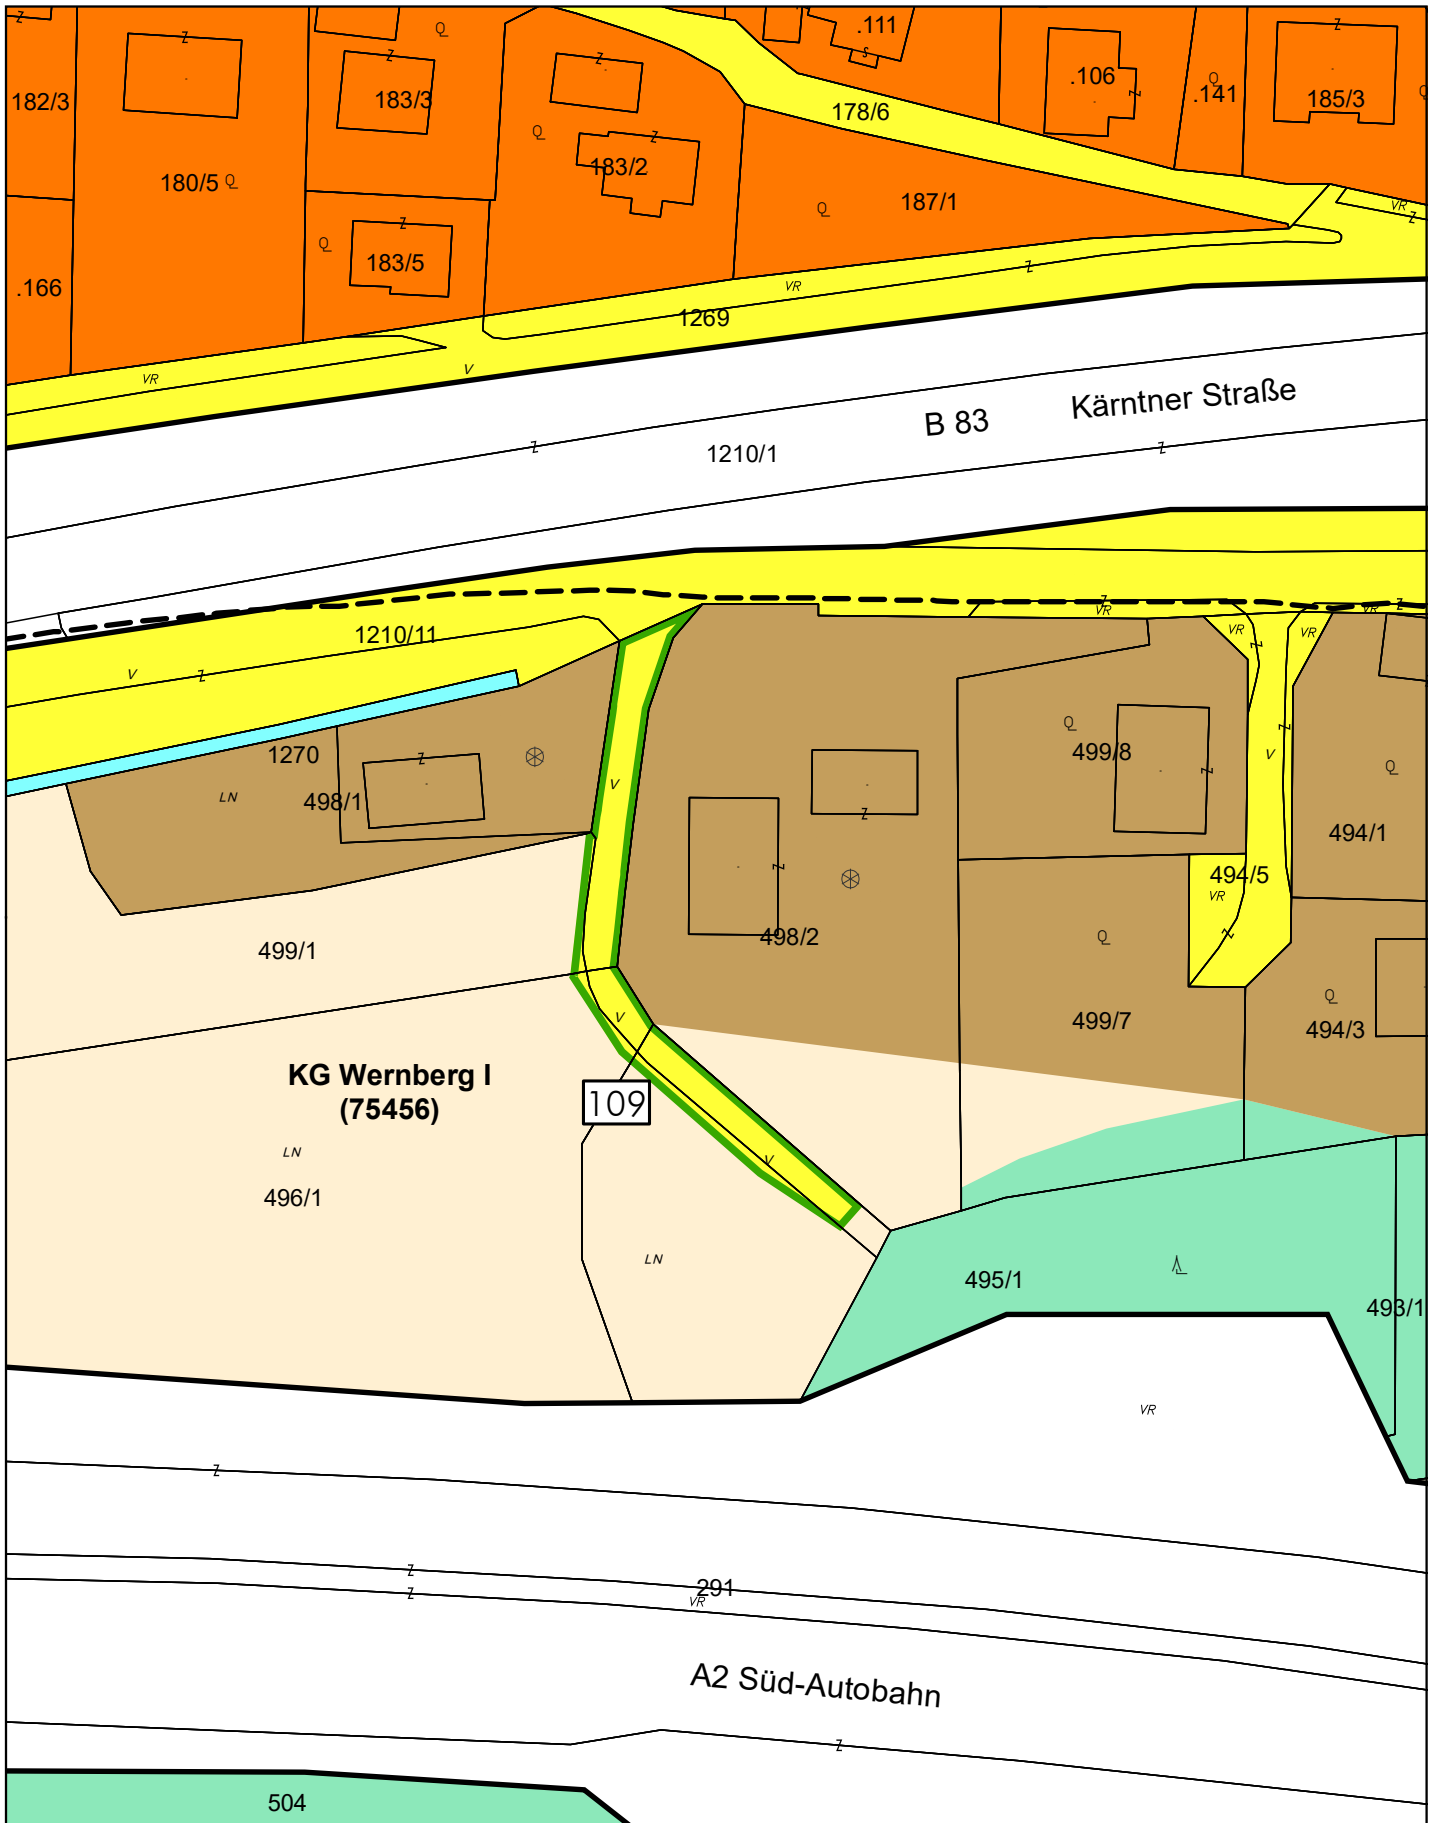 Z
Q
.111
Z
Z
Z
S
Z
182/3
183/3
.106
Q
Z
.141
185/3
Q
178/6
Q
Z
183/2
180/5 Q
Q
187/1
VR
Z
Z
Q
183/5
Z
.166
VR
1269
VR
V
B 83 Kärntner Straße
Z
1210/1
Z
1210/11
Z
VR
Z
VR
VR
VR
Z
V
Z
Q
Z
1270
Z
499/8
V
Q
LN
498/1
V
Z
Z
494/1
Z
494/5
VR
498/2
Q
Z
499/1
Q
V
499/7
494/3
KG Wernberg I
(75456)
109
LN
V
496/1
LN
495/1
493/1
VR
Z
Z
291
Z
VR
A2 Süd-Autobahn
Z
504